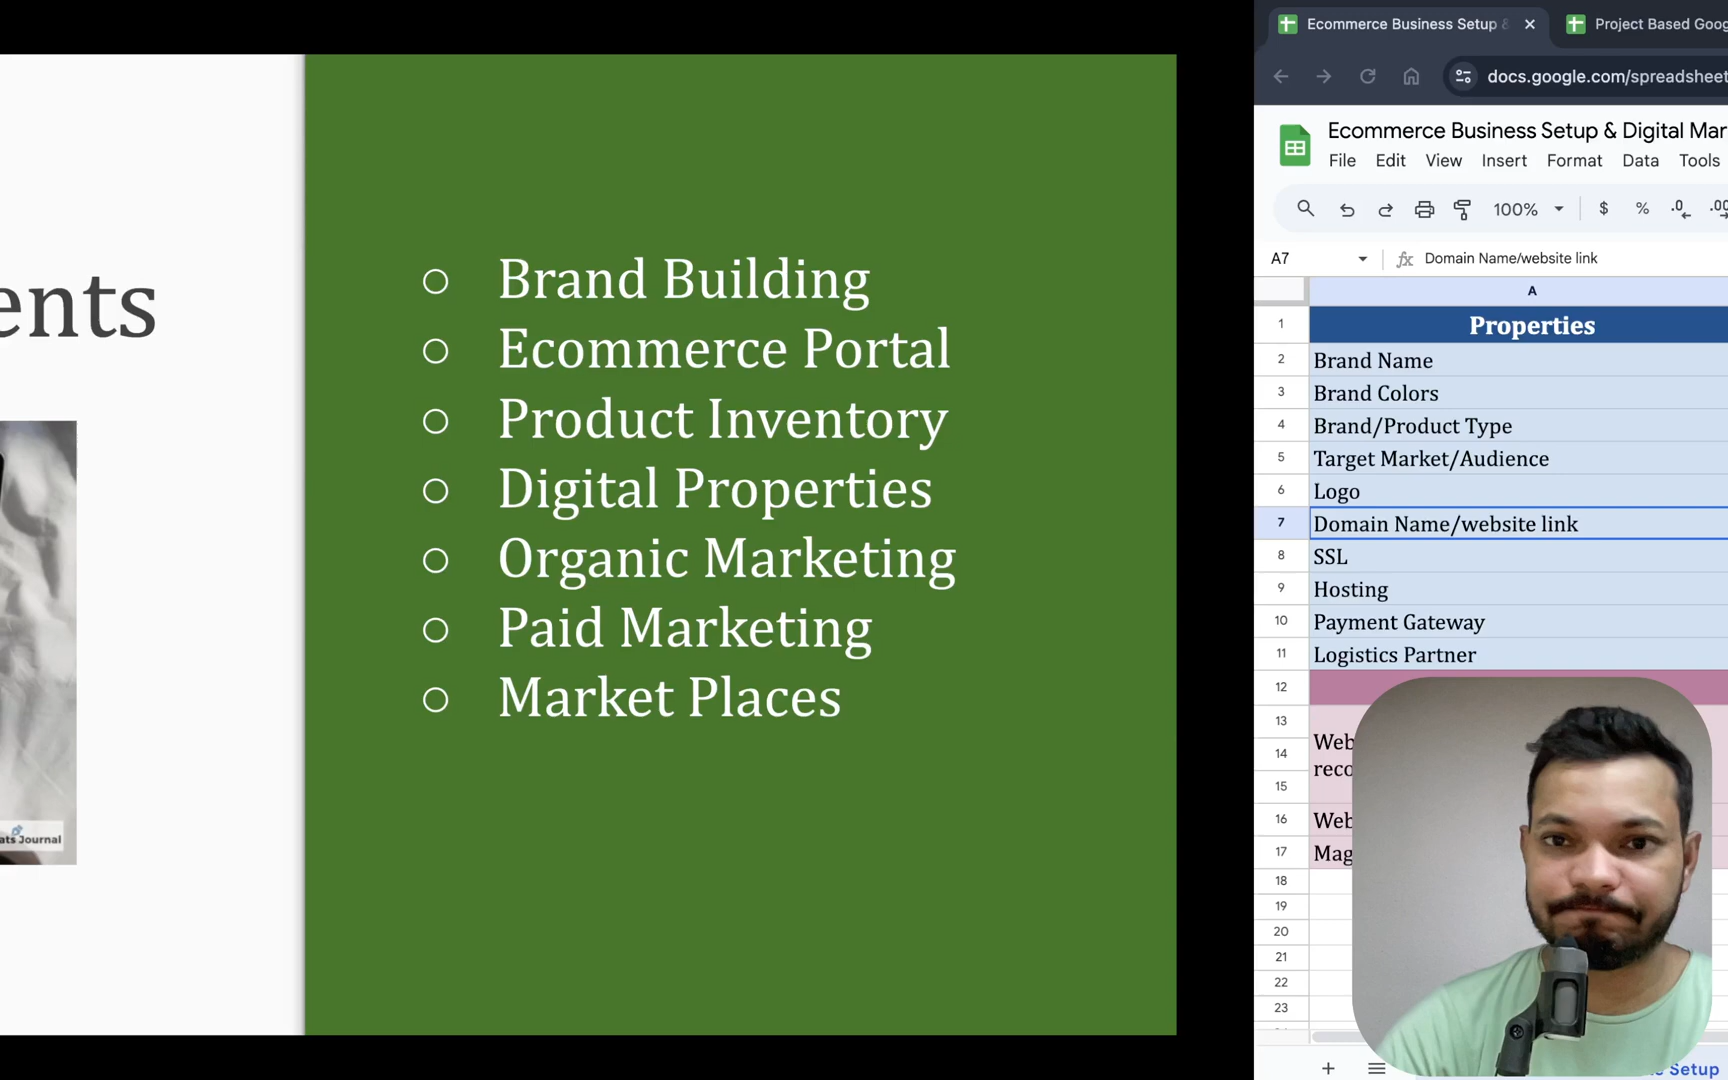 ents
ats Journal
Brand Building
Ecommerce Portal
Product Inventory
Digital Properties
Organic Marketing
Paid Marketing
Market Places
Ecommerce Business Setup &
Project Based Goog
docs.google.com/spreadsheet
Ecommerce Business Setup & Digital Mar
File Edit View Insert Format Data Tools
100% $ % .0 .00
A7 fx Domain Name/website link
A
1 Properties
2 Brand Name
3 Brand Colors
4 Brand/Product Type
5 Target Market/Audience
6 Logo
7 Domain Name/website link
8 SSL
9 Hosting
10 Payment Gateway
11 Logistics Partner
12
13
Web
14
reco
15
16 Web
17 Mag
18
19
20
21
22
23
Setup